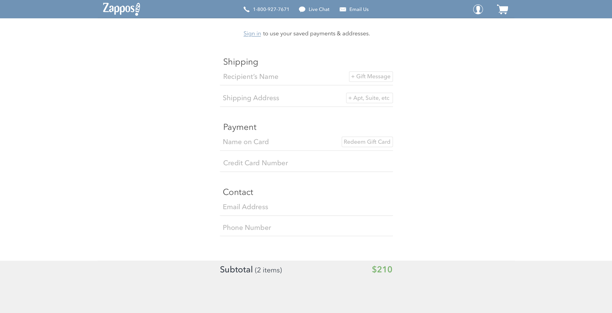 Zappos
1-800-927-7671
Live Chat
Email Us
Sign in to use your saved payments & addresses.
Shipping
Recipient's Name
+ Gift Message
Shipping Address
+ Apt, Suite, etc.
Payment
Name on Card
Redeem Gift Card
Credit Card Number
Contact
Email Address
Phone Number
Subtotal (2 items)
$210